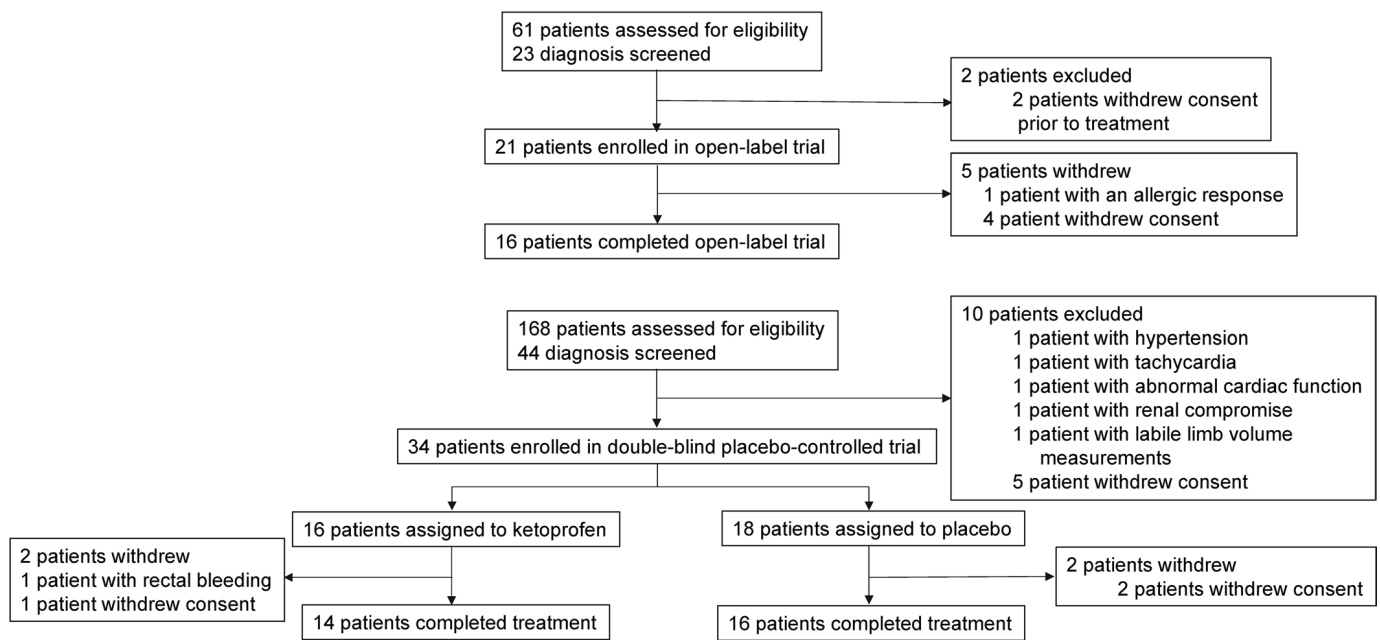 61 patients assessed for eligibility
23 diagnosis screened
2 patients excluded
2 patients withdrew consent
prior to treatment
21 patients enrolled in open-label trial
5 patients withdrew
1 patient with an allergic response
4 patient withdrew consent
16 patients completed open-label trial
168 patients assessed for eligibility
44 diagnosis screened
10 patients excluded
1 patient with hypertension
1 patient with tachycardia
1 patient with abnormal cardiac function
1 patient with renal compromise
1 patient with labile limb volume
measurements
5 patient withdrew consent
34 patients enrolled in double-blind placebo-controlled trial
16 patients assigned to ketoprofen
18 patients assigned to placebo
2 patients withdrew
1 patient with rectal bleeding
1 patient withdrew consent
2 patients withdrew
2 patients withdrew consent
14 patients completed treatment
16 patients completed treatment